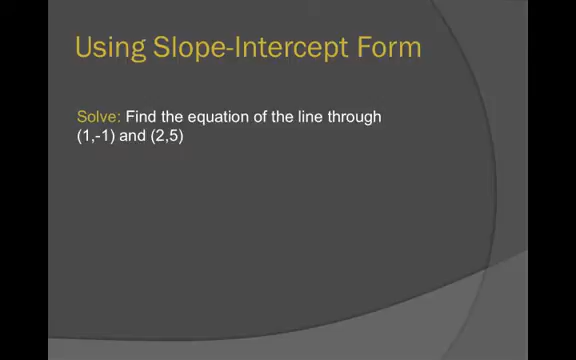 Using Slope-Intercept Form
Solve: Find the equation of the line through
(1,-1) and (2,5)